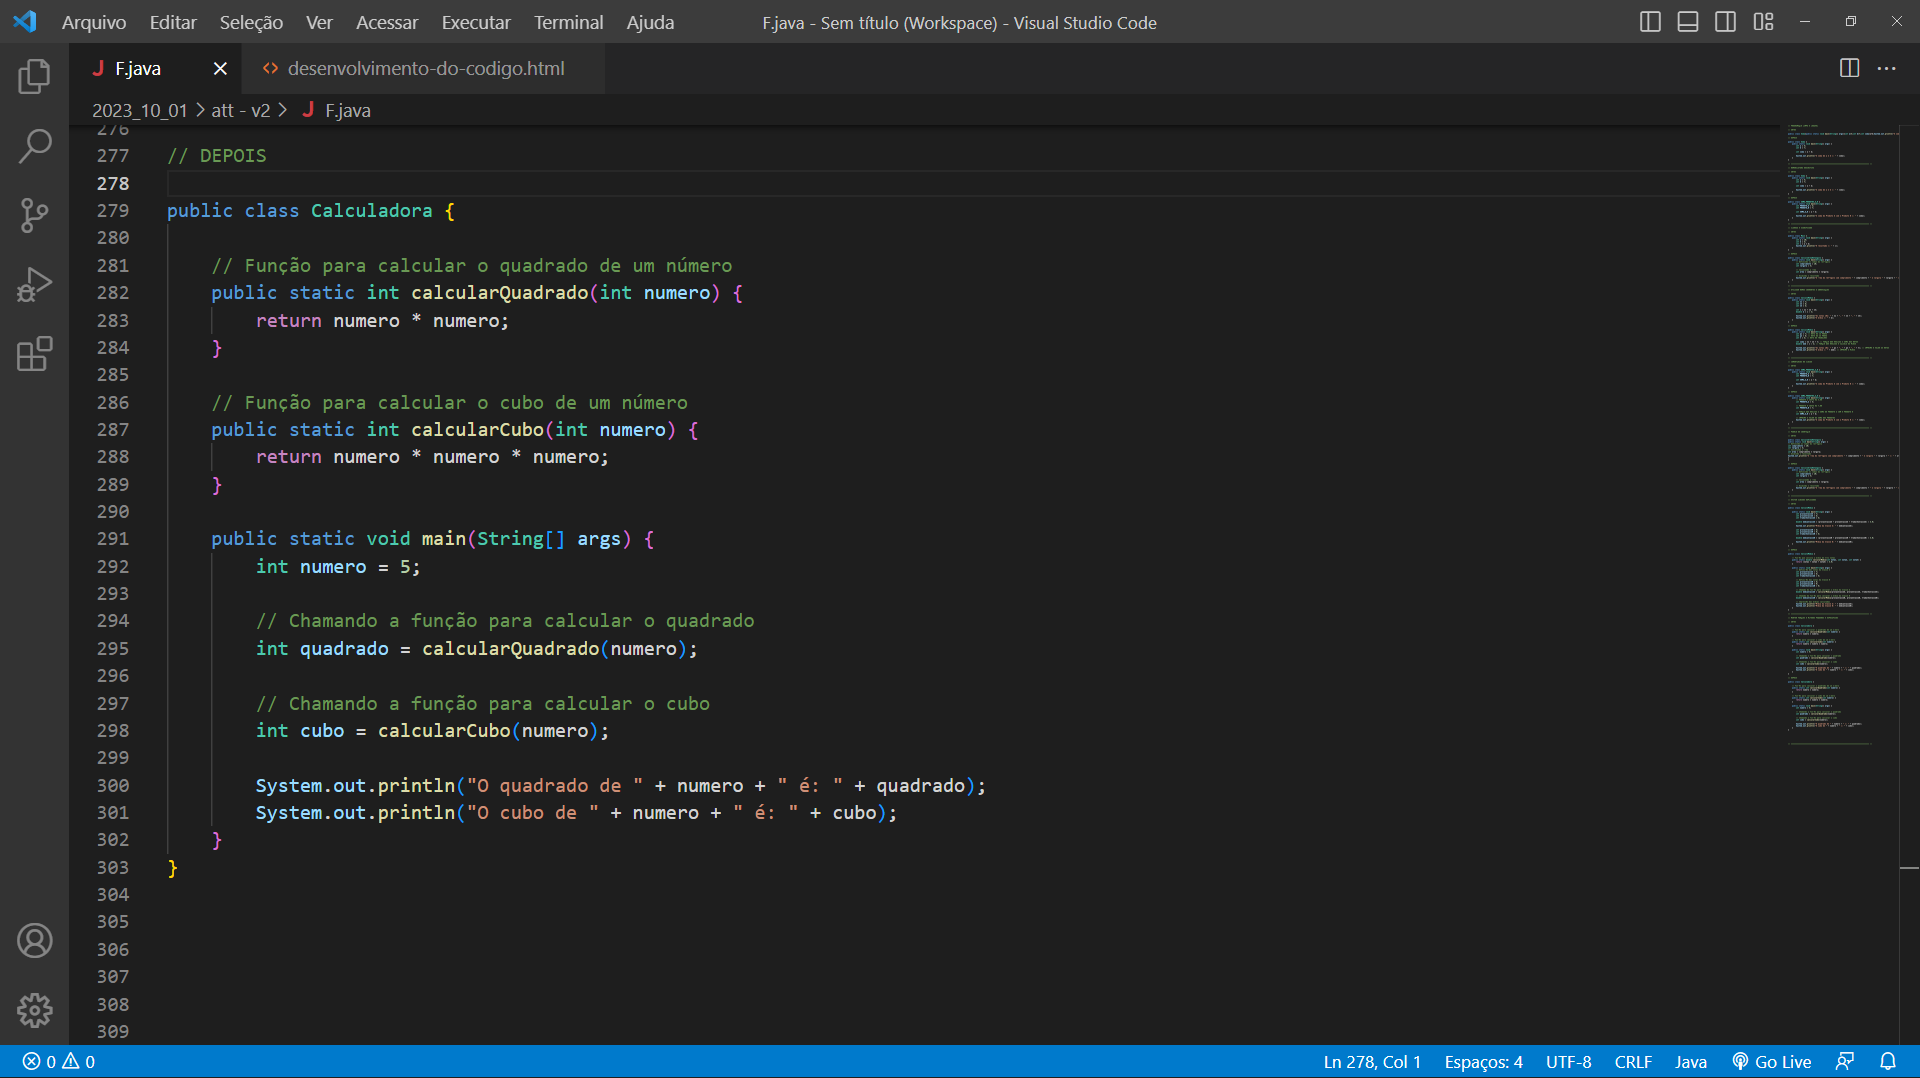 Arquivo Editar Seleção Ver Acessar Executar Terminal Ajuda F.java - Sem título (Workspace) - Visual Studio Code
J F.java desenvolvimento-do-codigo.html
2023_10_01 > att - v2 > J F.java
276
277 // DEPOIS
278
279 public class Calculadora {
280
281 // Função para calcular o quadrado de um número
282 public static int calcularQuadrado(int numero) {
283 return numero * numero;
284 }
285
286 // Função para calcular o cubo de um número
287 public static int calcularCubo(int numero) {
288 return numero * numero * numero;
289 }
290
291 public static void main(String[] args) {
292 int numero = 5;
293
294 // Chamando a função para calcular o quadrado
295 int quadrado = calcularQuadrado(numero);
296
297 // Chamando a função para calcular o cubo
298 int cubo = calcularCubo(numero);
299
300 System.out.println("O quadrado de " + numero + " é: " + quadrado);
301 System.out.println("O cubo de " + numero + " é: " + cubo);
302 }
303 }
304
305
306
307
308
309
0 0 Ln 278, Col 1 Espaços: 4 UTF-8 CRLF Java Go Live